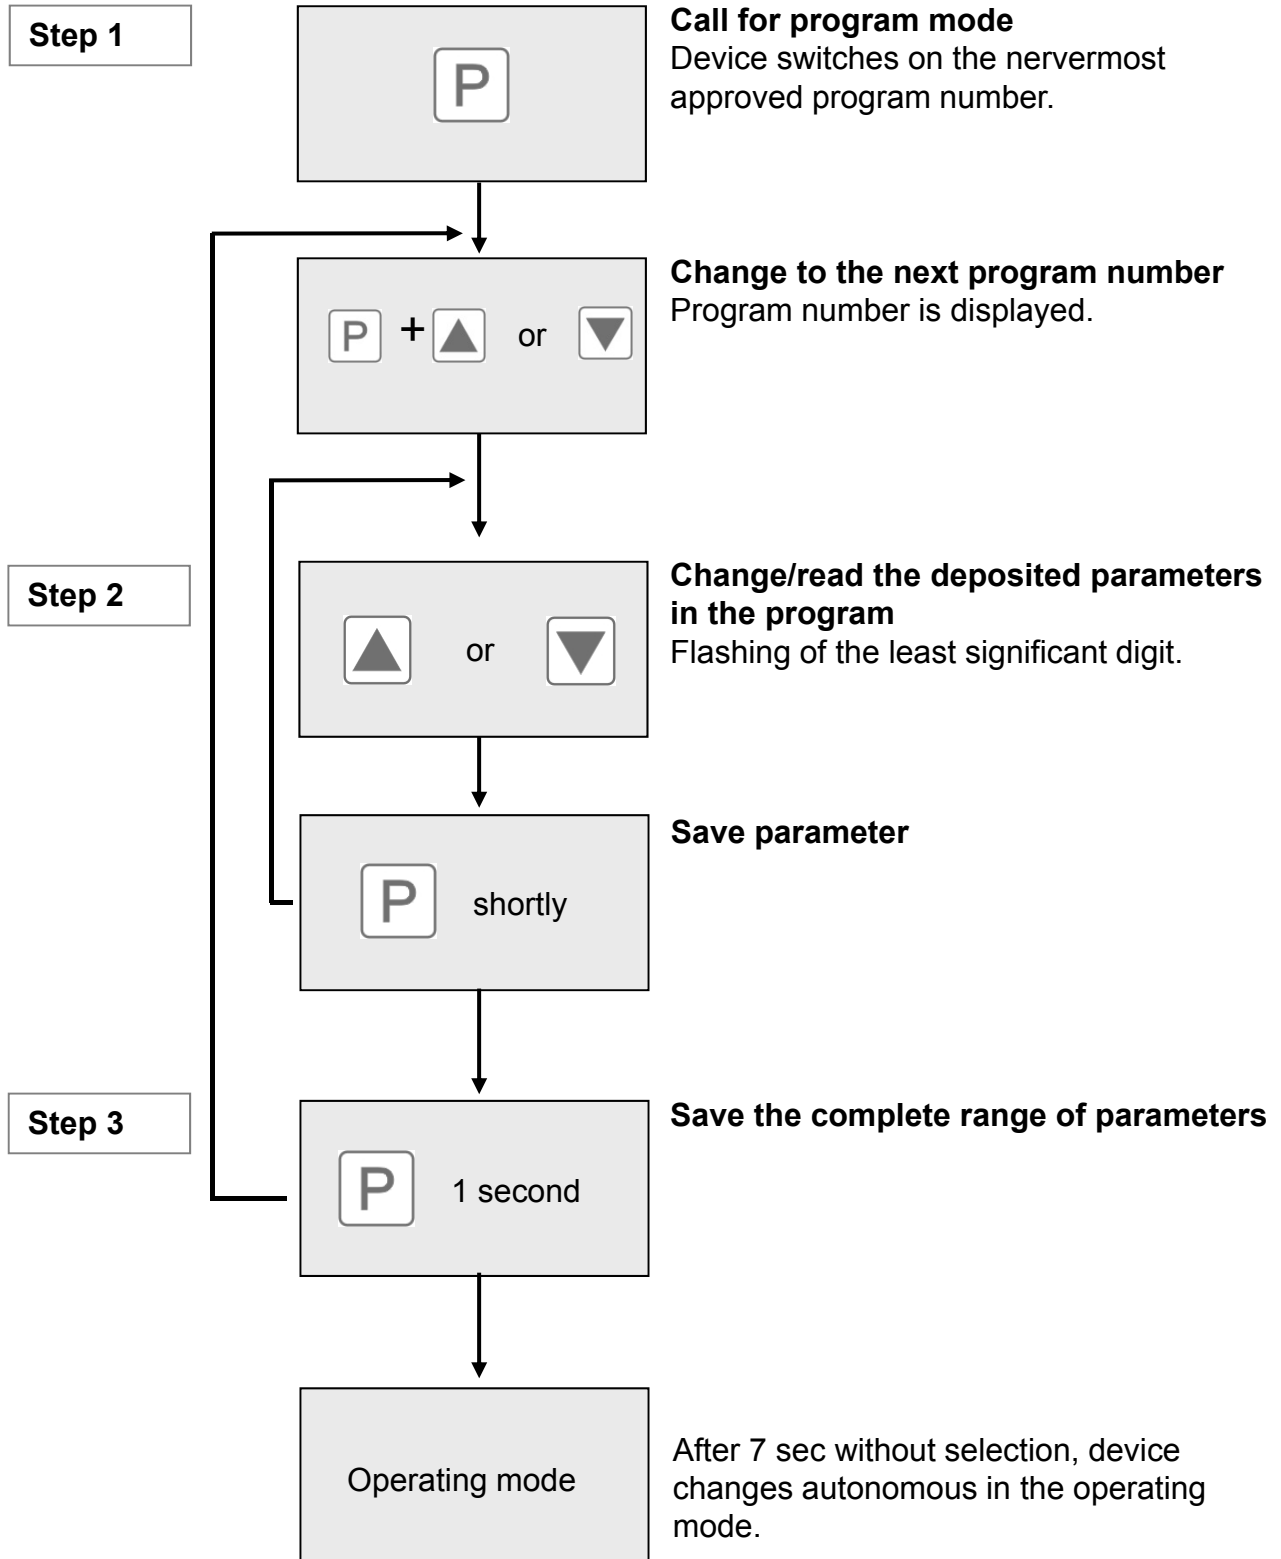 Step 1
P
Call for program mode
Device switches on the nervermost
approved program number.
P + or
Change to the next program number
Program number is displayed.
Step 2
or
Change/read the deposited parameters
in the program
Flashing of the least significant digit.
P shortly
Save parameter
Step 3
P 1 second
Save the complete range of parameters
Operating mode
After 7 sec without selection, device
changes autonomous in the operating
mode.